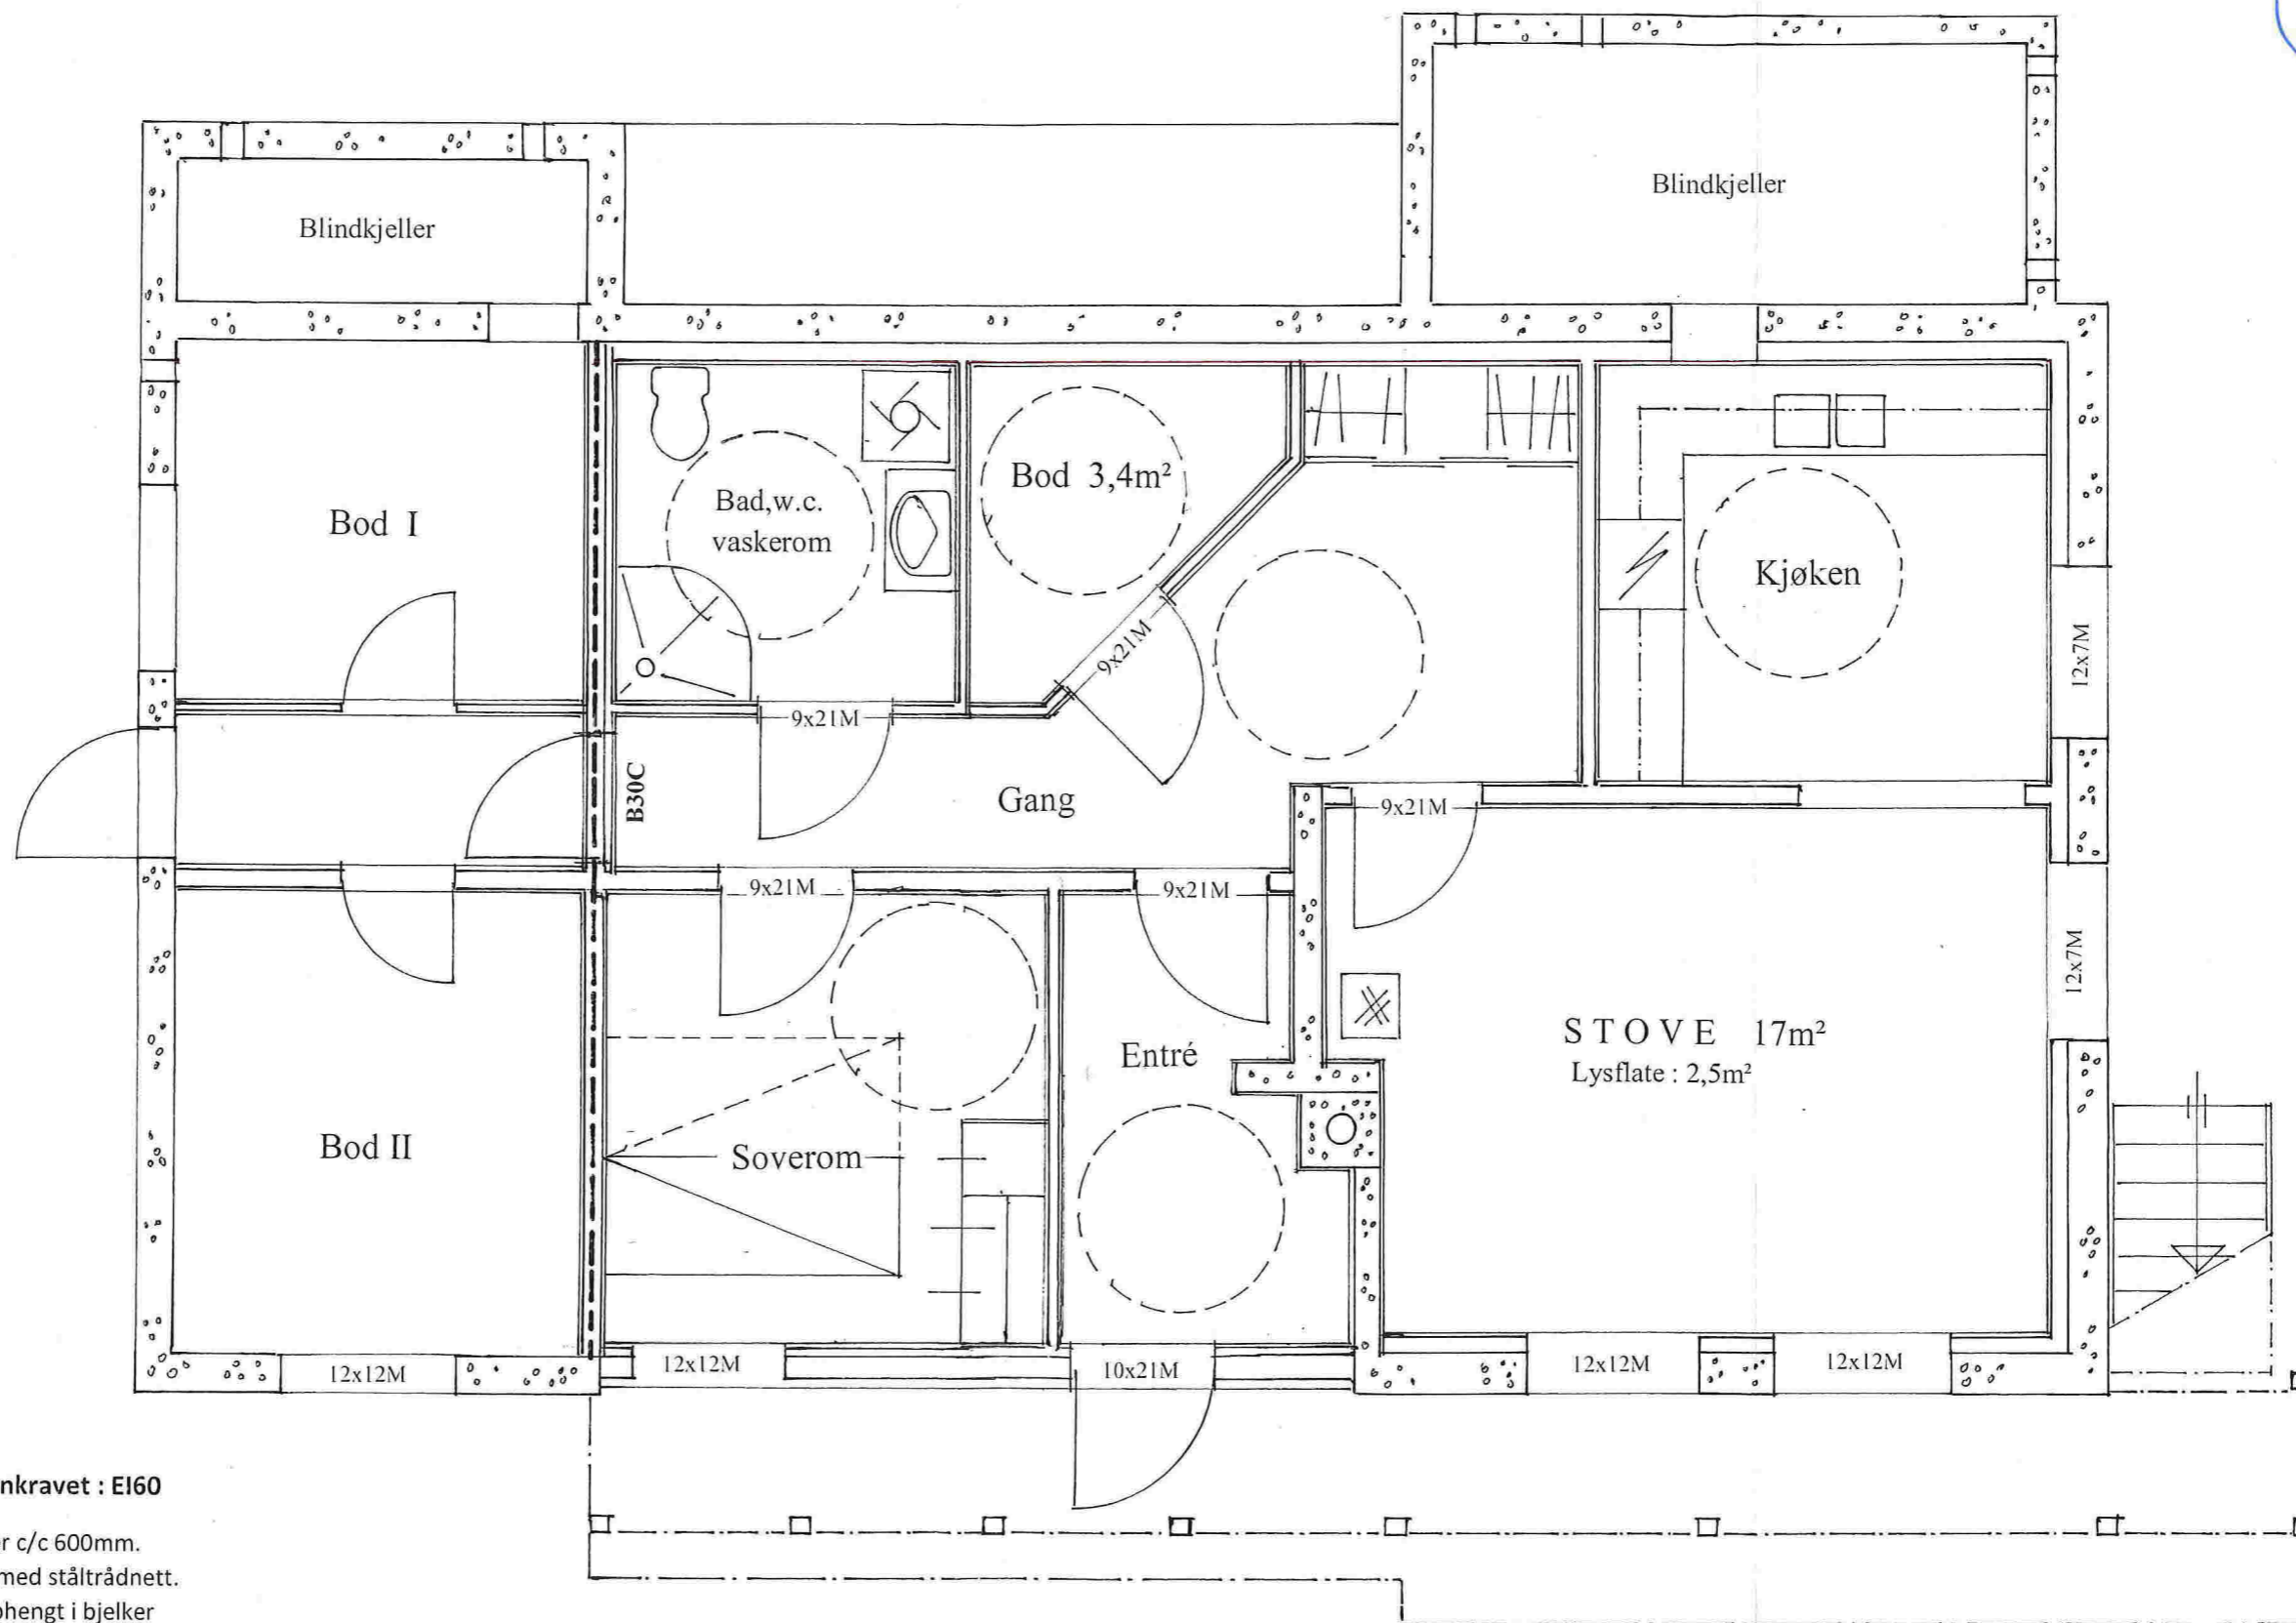 Blindkjeller
Blindkjeller
Bod I
Bad,w.c.
vaskerom
Bod 3,4m²
Kjøken
9x21M
12x7M
9x21M
B30C
Gang
9x21M
9x21M
9x21M
12x7M
Bod II
Soverom
Entré
STOVE 17m²
Lysflate : 2,5m²
12x12M
12x12M
10x21M
12x12M
12x12M
nkravet : EI60
r c/c 600mm.
med ståltrådnett.
phengt i bjelker